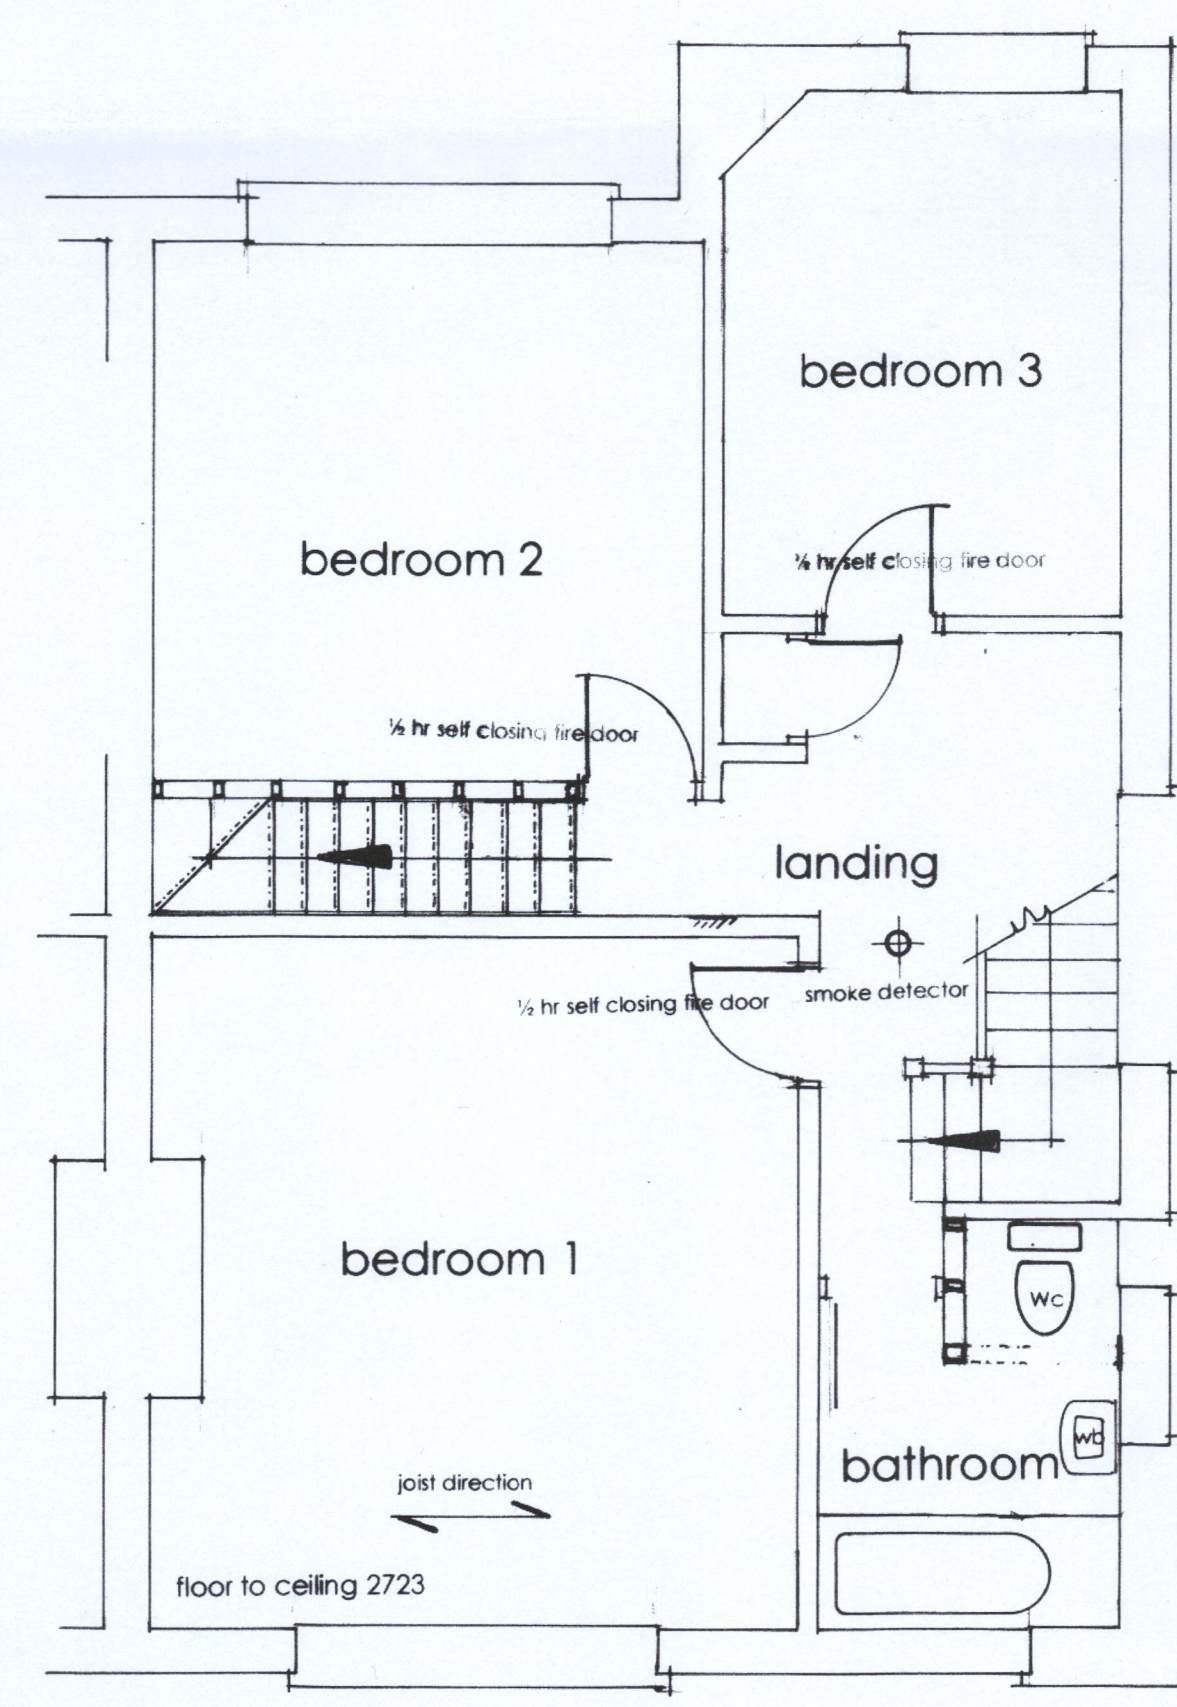 bedroom 3
bedroom 2
½ hr self closing fire door
½ hr self closing fire door
landing
smoke detector
½ hr self closing fire door
bedroom 1
wc
wb
bathroom
joist direction
floor to ceiling 2723